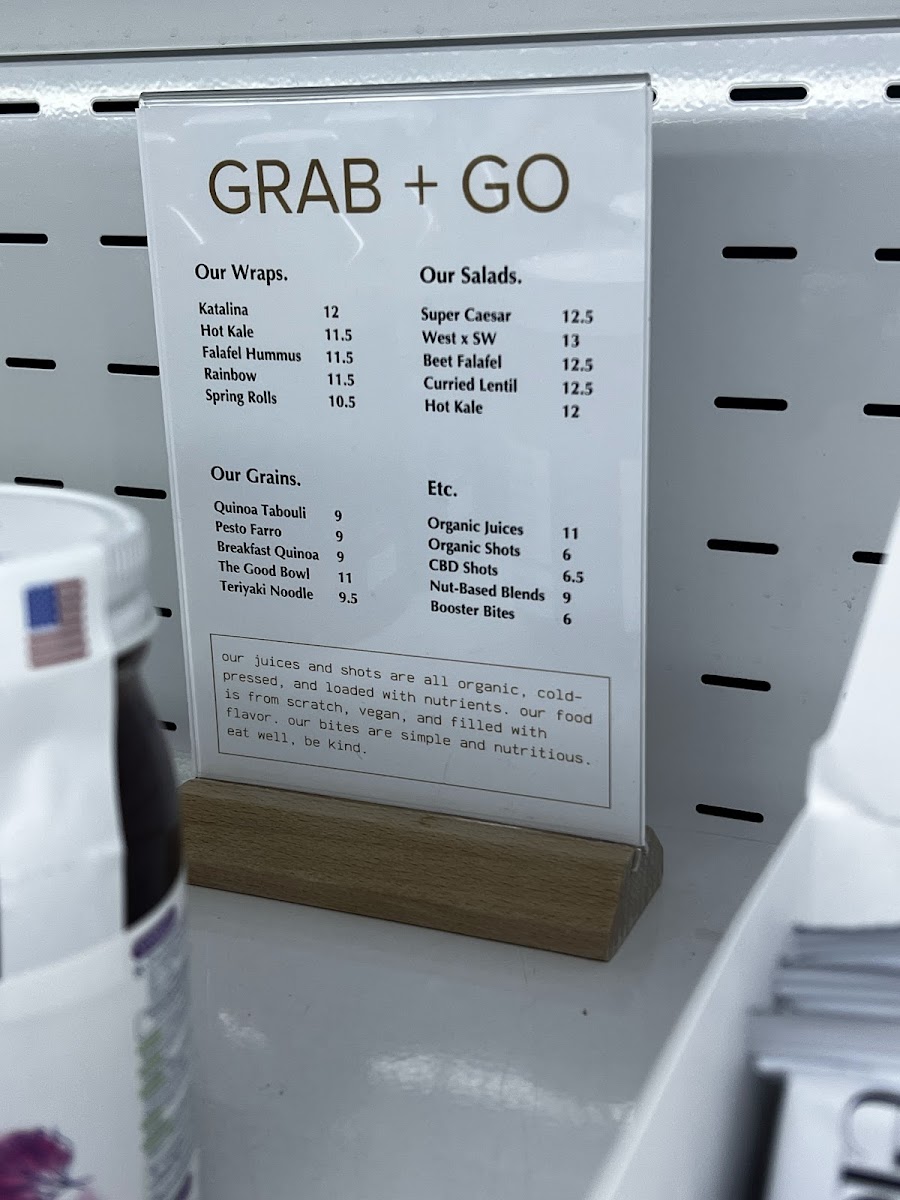 GRAB + GO
Our Wraps.
Katalina 12
Hot Kale 11.5
Falafel Hummus 11.5
Rainbow 11.5
Spring Rolls 10.5
Our Salads.
Super Caesar 12.5
West x SW 13
Beet Falafel 12.5
Curried Lentil 12.5
Hot Kale 12
Our Grains.
Quinoa Tabouli 9
Pesto Farro 9
Breakfast Quinoa 9
The Good Bowl 11
Teriyaki Noodle 9.5
Etc.
Organic Juices 11
Organic Shots 6
CBD Shots 6.5
Nut-Based Blends 9
Booster Bites 6
our juices and shots are all organic, cold-
pressed, and loaded with nutrients. our food
is from scratch, vegan, and filled with
flavor. our bites are simple and nutritious.
eat well, be kind.